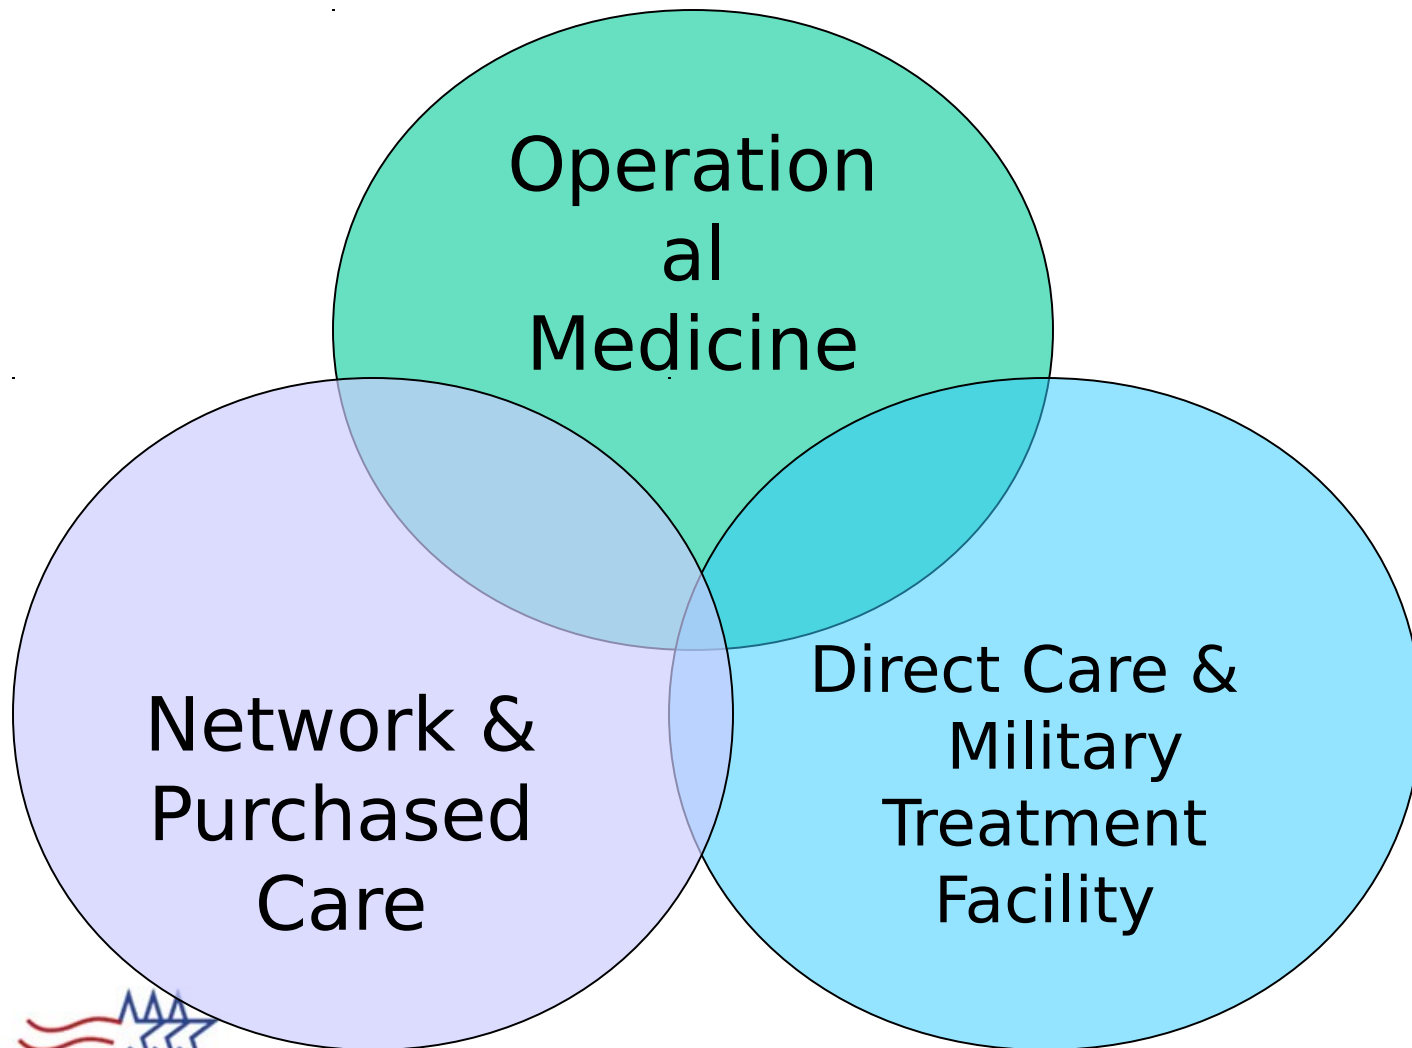 Operation
al
Medicine
Network &
Purchased
Care
Direct Care &
Military
Treatment
Facility